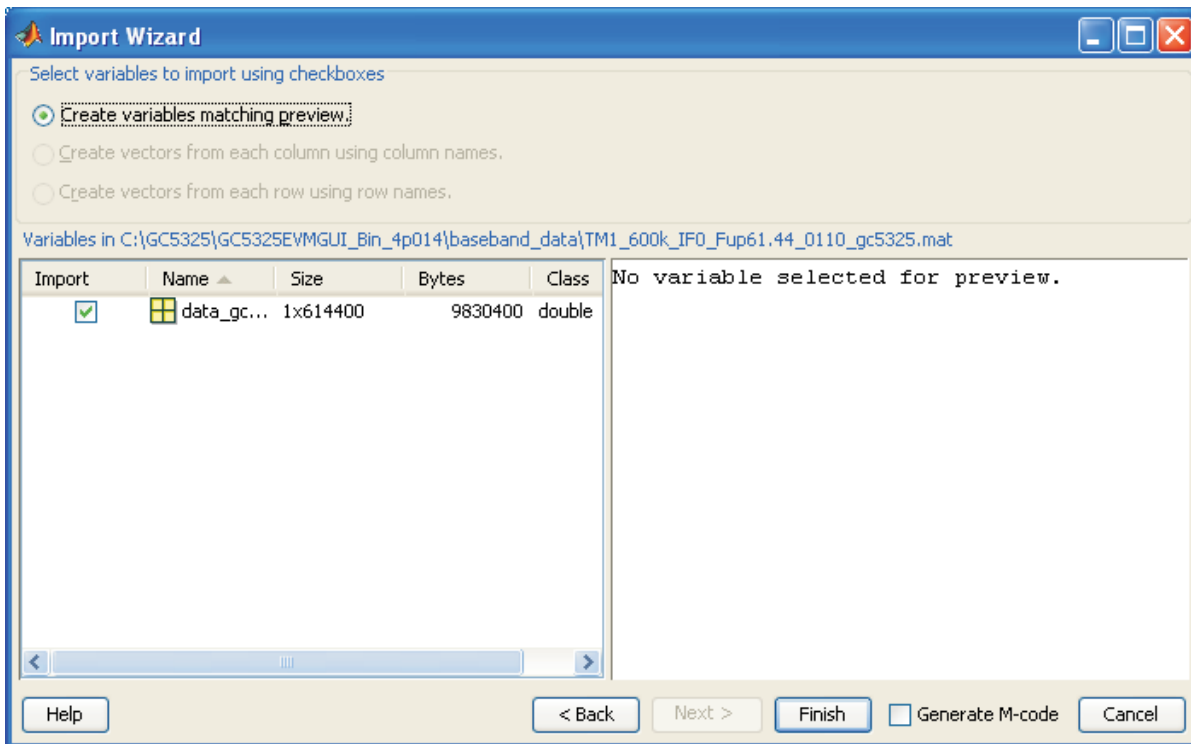 Import Wizard
Select variables to import using checkboxes
Create variables matching preview.
Create vectors from each column using column names.
Create vectors from each row using row names.
Variables in C:\GC5325\GC5325EVMGUI_Bin_4p014\baseband_data\TM1_600k_IF0_Fup61.44_0110_gc5325.mat
Import Name Size Bytes Class
data_gc... 1x614400 9830400 double
No variable selected for preview.
Help < Back Next > Finish Generate M-code Cancel